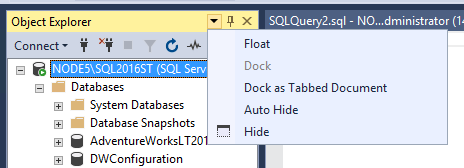 Object Explorer
SQLQuery2.sql - NO...dministrator (14
Connect
Float
Dock
Dock as Tabbed Document
Auto Hide
Hide
NODE5\SQL2016ST (SQL Serv
Databases
System Databases
Database Snapshots
AdventureWorksLT201
DWConfiguration